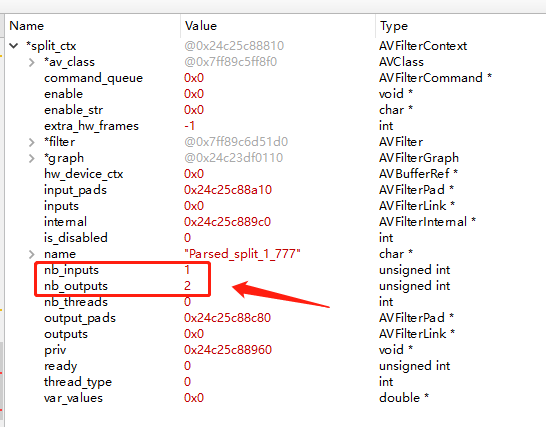 Name Value Type
*split_ctx @0x24c25c88810 AVFilterContext
*av_class @0x7ff89c5ff8f0 AVClass
command_queue 0x0 AVFilterCommand *
enable 0x0 void *
enable_str 0x0 char *
extra_hw_frames -1 int
*filter @0x7ff89c6d51d0 AVFilter
*graph @0x24c23df0110 AVFilterGraph
hw_device_ctx 0x0 AVBufferRef *
input_pads 0x24c25c88a10 AVFilterPad *
inputs 0x0 AVFilterLink *
internal 0x24c25c889c0 AVFilterInternal *
is_disabled 0 int
name "Parsed_split_1_777" char *
nb_inputs 1 unsigned int
nb_outputs 2 unsigned int
nb_threads 0 int
output_pads 0x24c25c88c80 AVFilterPad *
outputs 0x0 AVFilterLink *
priv 0x24c25c88960 void *
ready 0 unsigned int
thread_type 0 int
var_values 0x0 double *